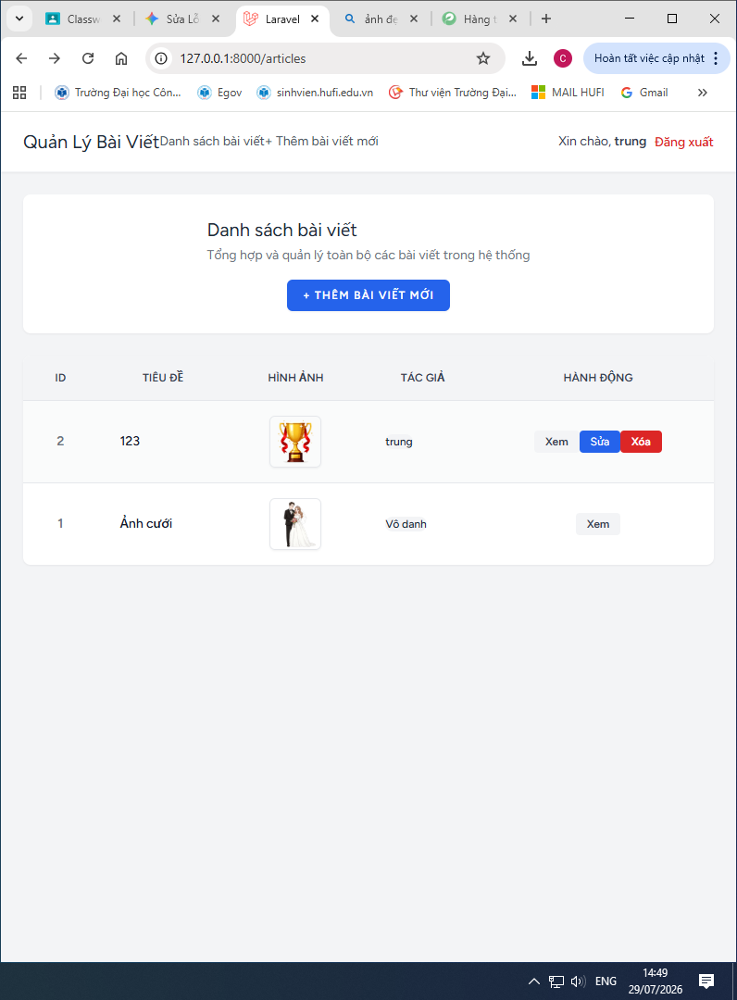 Classw
Sửa Lỗ
Laravel
ảnh đẹ
Hàng t
127.0.0.1:8000/articles
C
Hoàn tất việc cập nhật
Trường Đại học Côn...
Egov
sinhvien.hufi.edu.vn
Thư viện Trường Đại...
MAIL HUFI
Gmail
Quản Lý Bài Viết
Danh sách bài viết
+ Thêm bài viết mới
Xin chào, trung
Đăng xuất
Danh sách bài viết
Tổng hợp và quản lý toàn bộ các bài viết trong hệ thống
+ THÊM BÀI VIẾT MỚI
ID TIÊU ĐỀ HÌNH ẢNH TÁC GIẢ HÀNH ĐỘNG
2 123 trung Xem Sửa Xóa
1 Ảnh cưới Vô danh Xem
ENG
14:49
29/07/2026